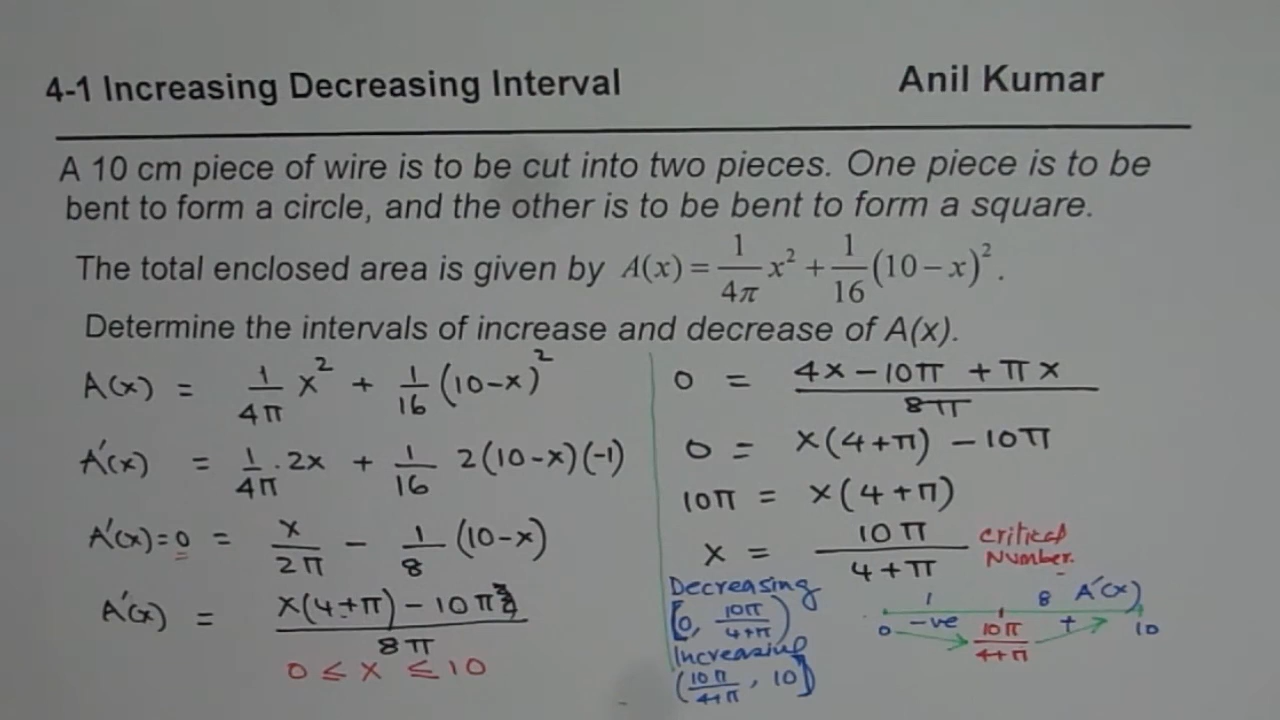 4-1 Increasing Decreasing Interval Anil Kumar
A 10 cm piece of wire is to be cut into two pieces. One piece is to be
bent to form a circle, and the other is to be bent to form a square.
The total enclosed area is given by A(x) = 1/4π x² + 1/16 (10 − x)².
Determine the intervals of increase and decrease of A(x).
A(x) = 1/4π x² + 1/16 (10-x)²
A'(x) = 1/4π · 2x + 1/16 2(10-x)(-1)
A'(x)=0 = x/2π − 1/8 (10-x)
A'(x) = x(4+π) − 10π / 8π
0 ≤ x ≤ 10
0 = 4x − 10π + πx / 8π
0 = x(4+π) − 10π
10π = x(4+π)
x = 10π / 4+π critical
Number.
Decreasing
[0, 10π/4+π)
Increasing
(10π/4+π, 10]
1 8 A'(x)
0 -ve 10π/4+π + 10